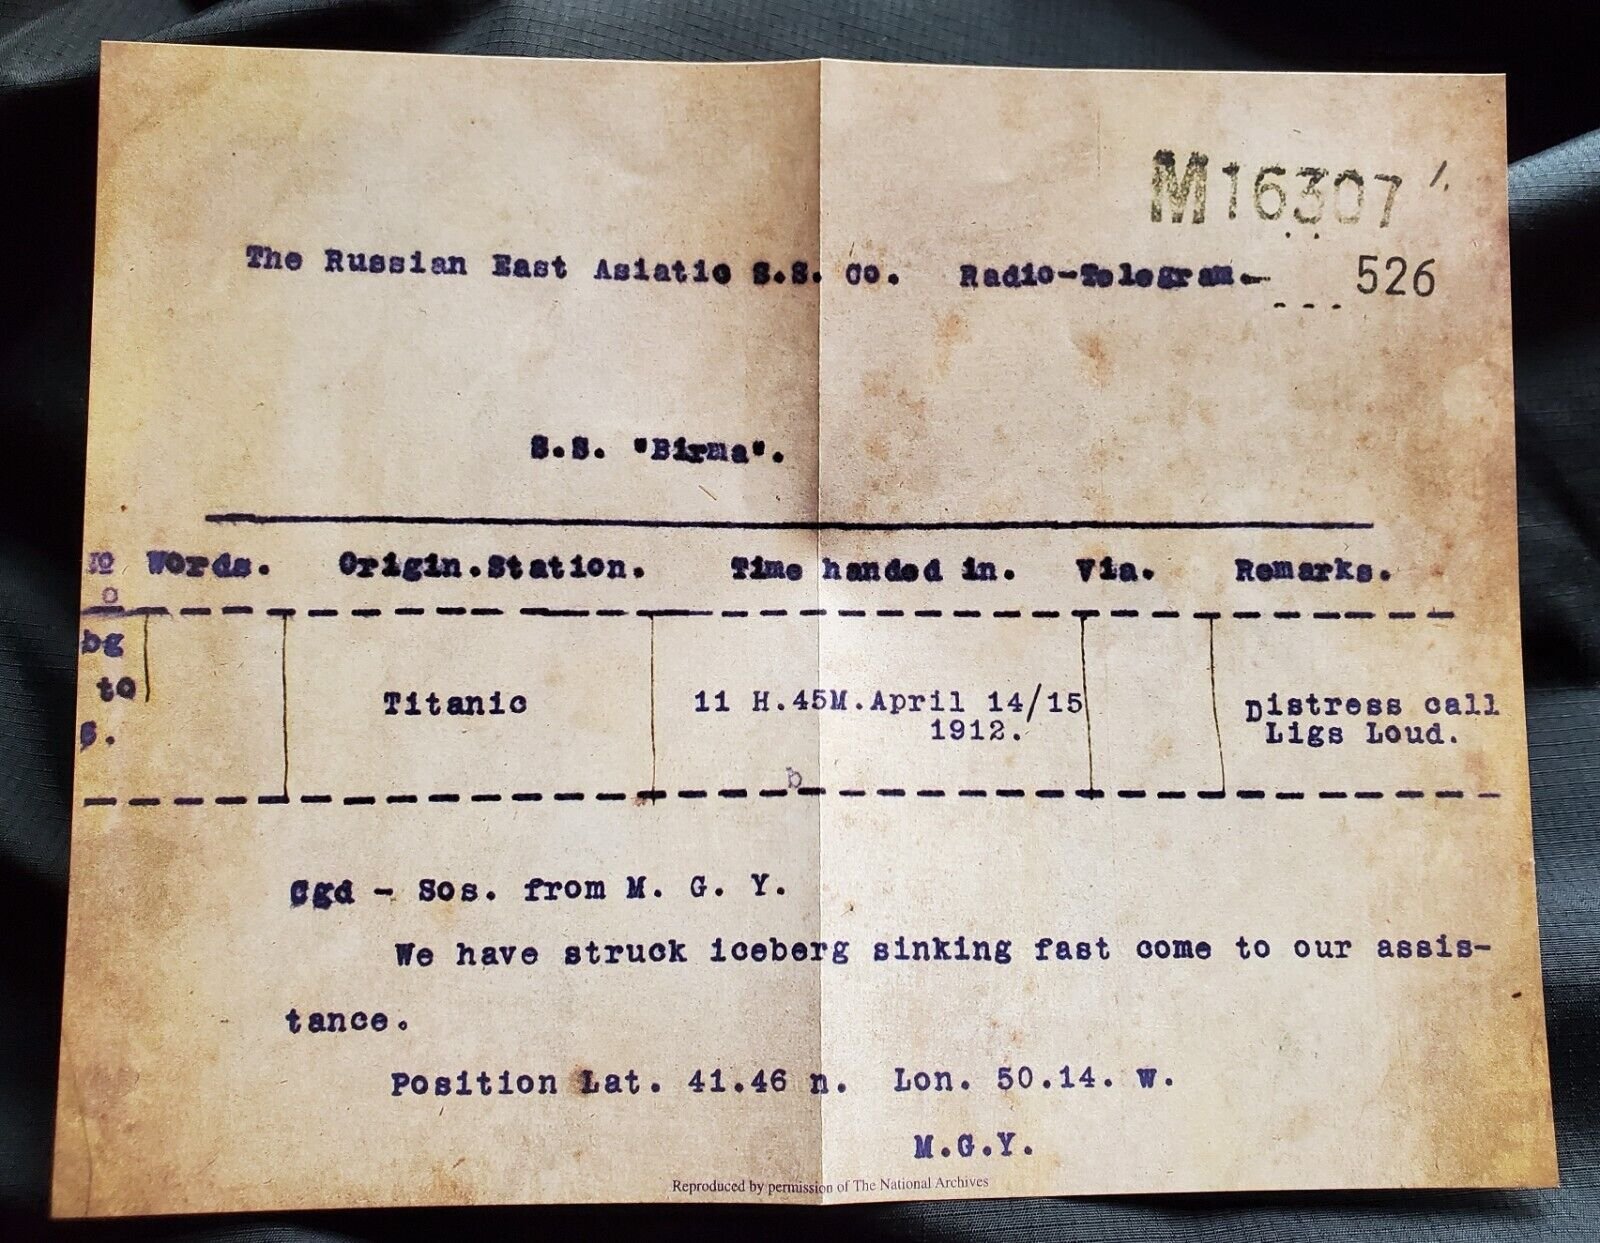 M16307
The Russian East Asiatic S.S. Co. Radio-Telegram.
526
S.S. "Birma".
No Words. Origin.Station. Time handed in. Via. Remarks.
bg
to
s.
Titanic 11 H.45M.April 14/15 Distress call
1912. Ligs Loud.
Cgd - Sos. from M. G. Y.
We have struck iceberg sinking fast come to our assis-
tance.
Position Lat. 41.46 n. Lon. 50.14. w.
M.G.Y.
Reproduced by permission of The National Archives